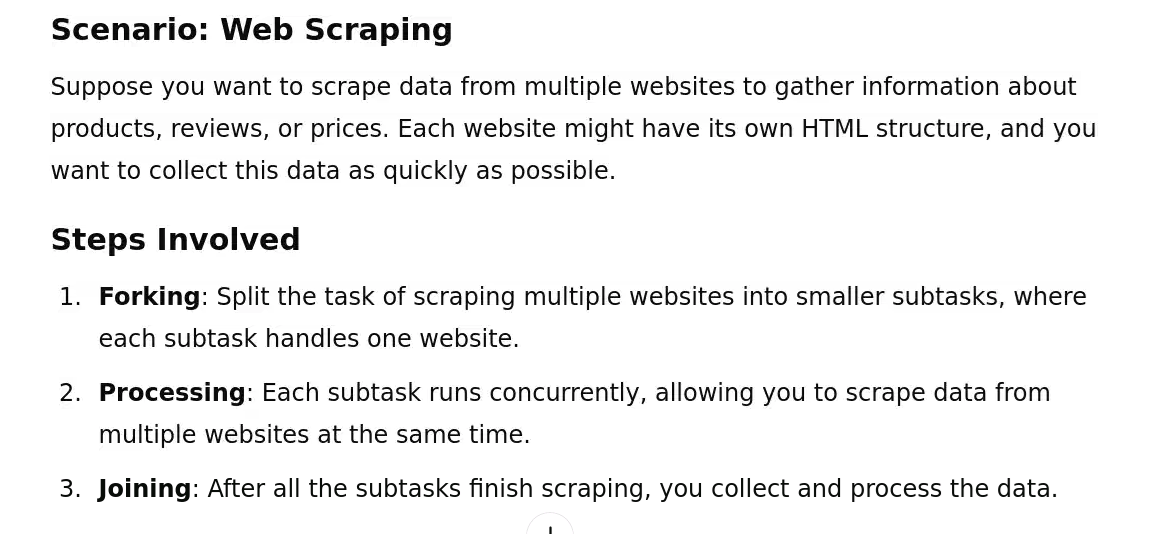 Scenario: Web Scraping
Suppose you want to scrape data from multiple websites to gather information about
products, reviews, or prices. Each website might have its own HTML structure, and you
want to collect this data as quickly as possible.
Steps Involved
1. Forking: Split the task of scraping multiple websites into smaller subtasks, where
each subtask handles one website.
2. Processing: Each subtask runs concurrently, allowing you to scrape data from
multiple websites at the same time.
3. Joining: After all the subtasks finish scraping, you collect and process the data.